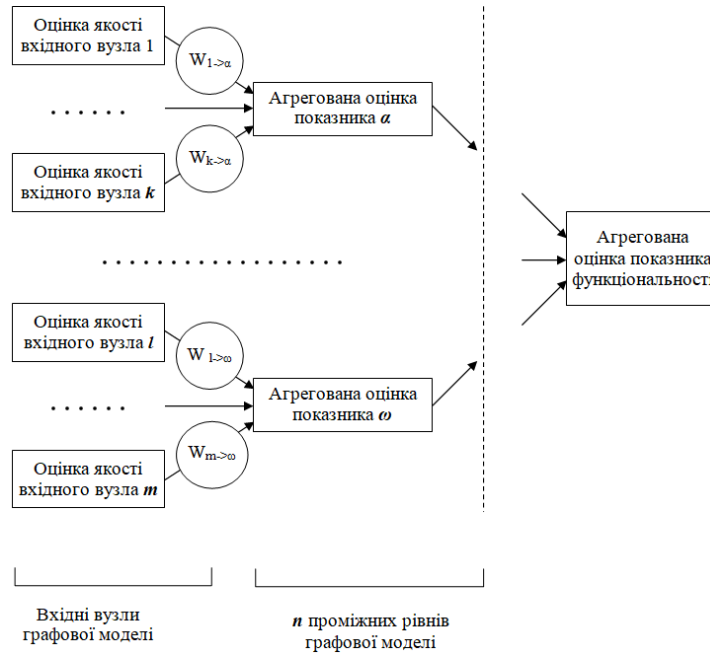 Оцінка якості
вхідного вузла 1
W1->α
Агрегована оцінка
показника α
. . . . . .
Оцінка якості
вхідного вузла k
Wk->α
. . . . . . . . . . . . . . . . . .
Агрегована
оцінка показника
функціональності
Оцінка якості
вхідного вузла l
W l->ω
Агрегована оцінка
показника ω
. . . . . .
Оцінка якості
вхідного вузла m
Wm->ω
Вхідні вузли
графової моделі
n проміжних рівнів
графової моделі